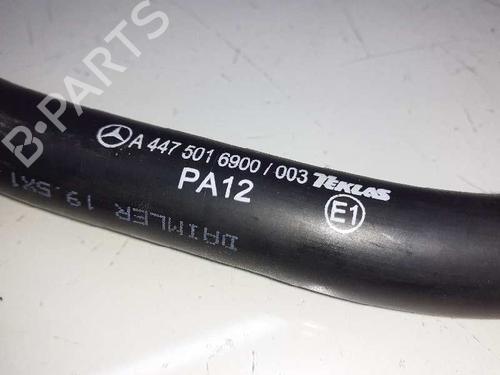 A 447 501 6900 / 003 TEKLAS
PA12
E1
DAIMLER 19.5X1
B-PARTS